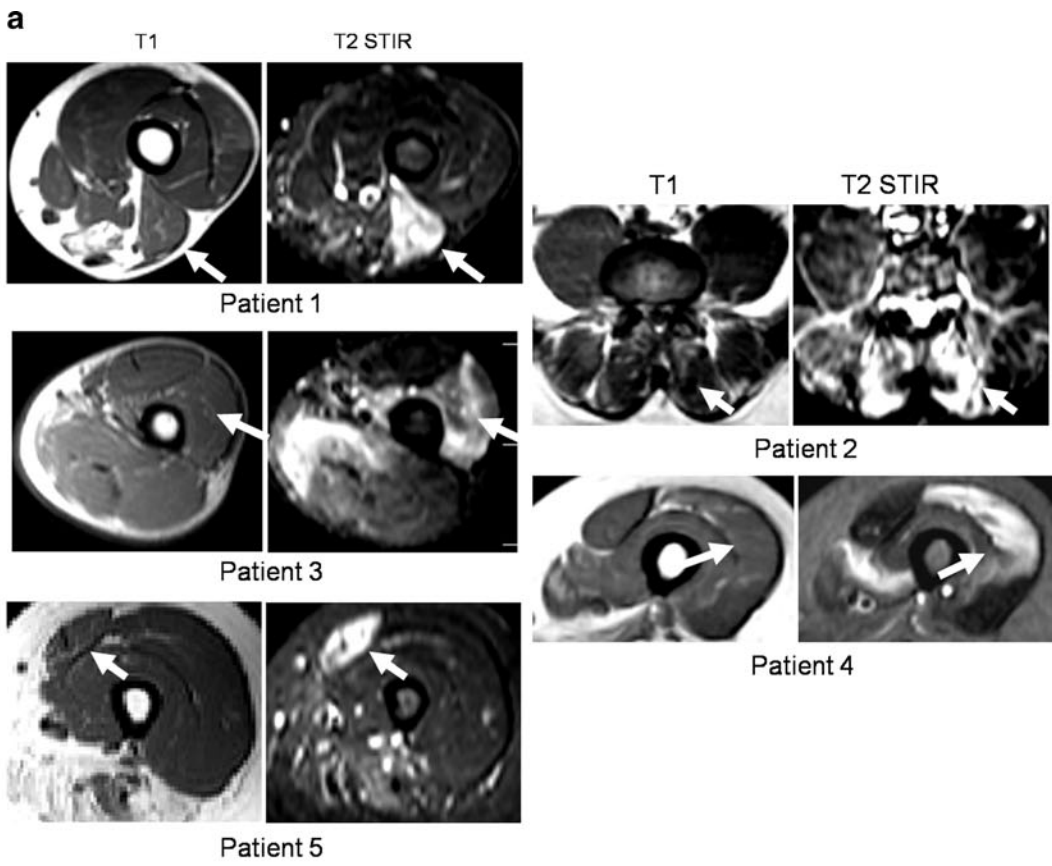 a
T1 T2 STIR
Patient 1
T1 T2 STIR
Patient 2
Patient 3
Patient 4
Patient 5